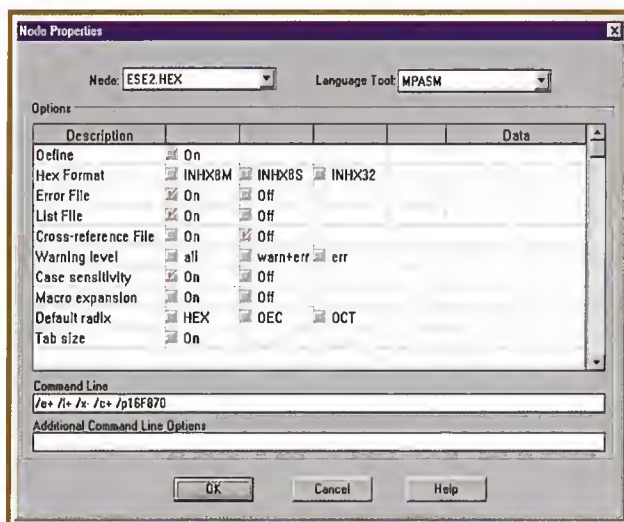 Node Properties
Node: ESE2.HEX Language Tool: MPASM
Options
Description Data
Define On
Hex Format INHX8M INHX8S INHX32
Error File On Off
List File On Off
Cross-reference File On Off
Warning level all warn+err err
Case sensitivity On Off
Macro expansion On Off
Default radix HEX DEC OCT
Tab size On
Command Line
/e+ /l+ /x- /c+ /p16F870
Additional Command Line Options
OK Cancel Help